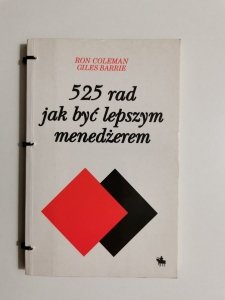 RON COLEMAN
GILES BARRIE
525 rad
jak być lepszym
menedżerem